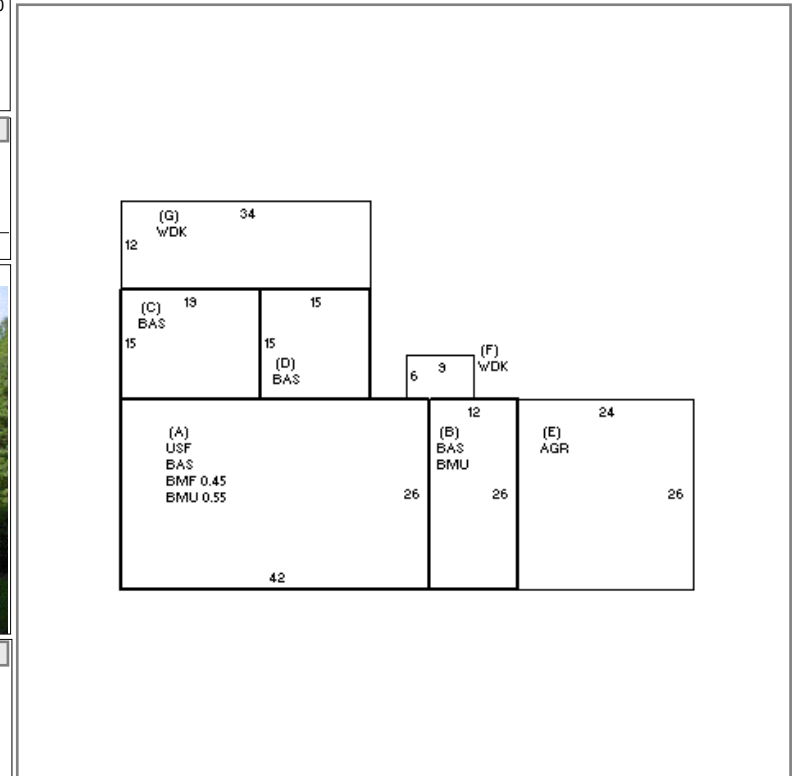 (G) 34
WDK
12
(C) 19 15
BAS
15 15
(D)
BAS
(F)
6 9 WDK
12 24
(A) (B) (E)
USF BAS AGR
BAS BMU
BMF 0.45
BMU 0.55
26 26 26
42